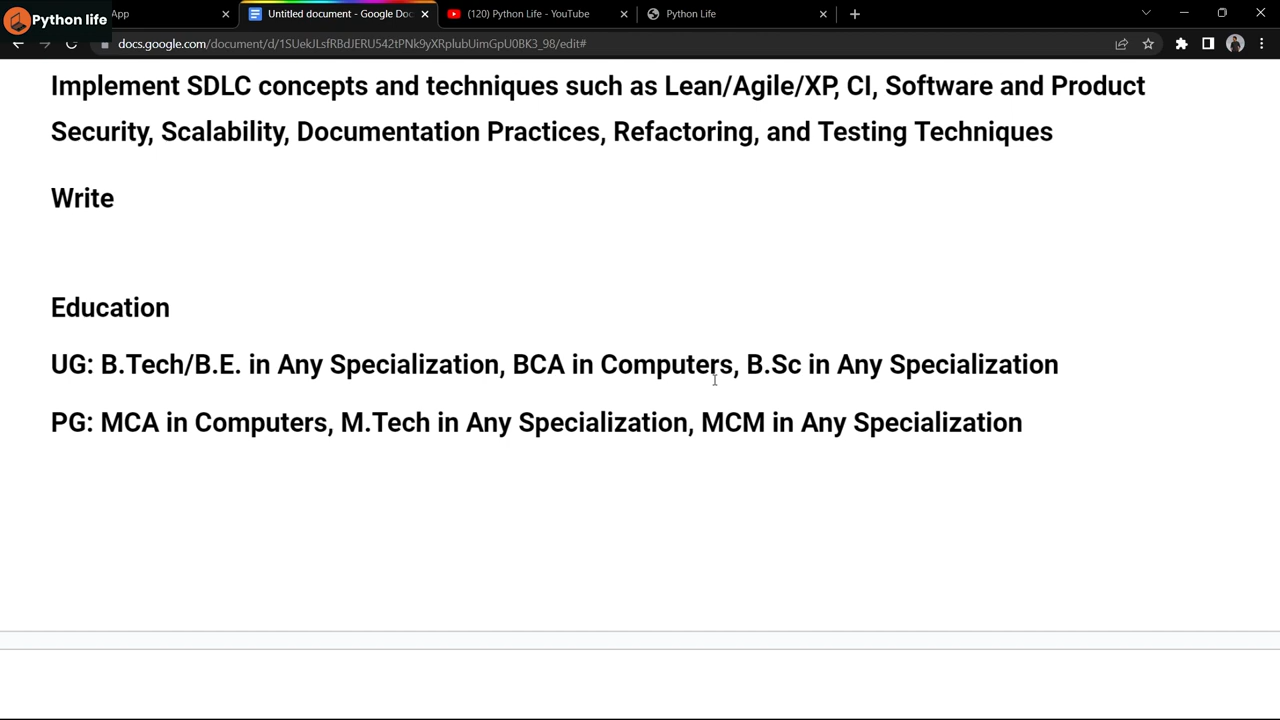 Python life
App
Untitled document - Google Doc
(120) Python Life - YouTube
Python Life
docs.google.com/document/d/1SUekJLsfRBdJERU542tPNk9yXRplubUimGpU0BK3_98/edit#
Implement SDLC concepts and techniques such as Lean/Agile/XP, CI, Software and Product
Security, Scalability, Documentation Practices, Refactoring, and Testing Techniques
Write
Education
UG: B.Tech/B.E. in Any Specialization, BCA in Computers, B.Sc in Any Specialization
PG: MCA in Computers, M.Tech in Any Specialization, MCM in Any Specialization